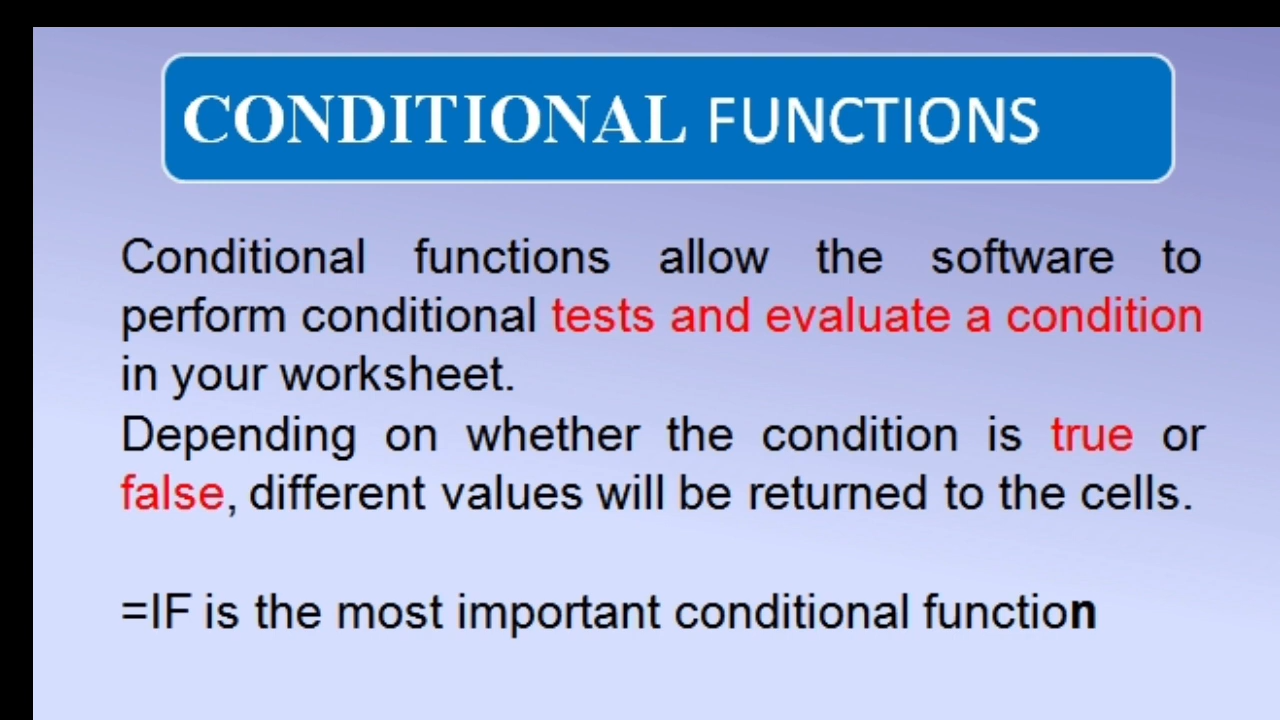 CONDITIONAL FUNCTIONS
Conditional functions allow the software to
perform conditional tests and evaluate a condition
in your worksheet.
Depending on whether the condition is true or
false, different values will be returned to the cells.
=IF is the most important conditional function